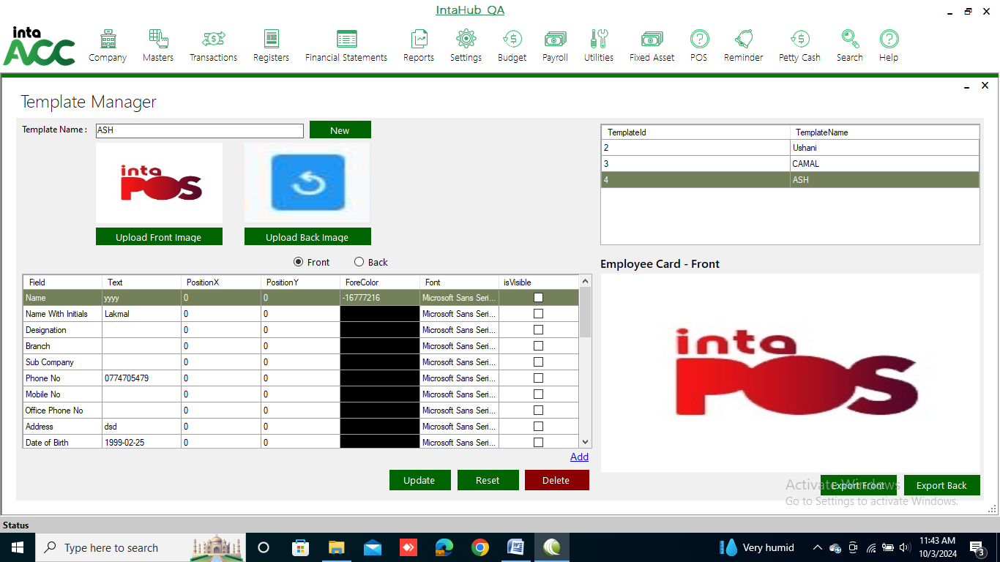 IntaHub_QA
inta
ACC
Company Masters Transactions Registers Financial Statements Reports Settings Budget Payroll Utilities Fixed Asset POS Reminder Petty Cash Search Help
Template Manager
Template Name : ASH New
inta
POS
Upload Front Image Upload Back Image
Front Back
Field Text PositionX PositionY ForeColor Font isVisible
Name yyyy 0 0 -16777216 Microsoft Sans Seri...
Name With Initials Lakmal 0 0 Microsoft Sans Seri...
Designation 0 0 Microsoft Sans Seri...
Branch 0 0 Microsoft Sans Seri...
Sub Company 0 0 Microsoft Sans Seri...
Phone No 0774705479 0 0 Microsoft Sans Seri...
Mobile No 0 0 Microsoft Sans Seri...
Office Phone No 0 0 Microsoft Sans Seri...
Address dsd 0 0 Microsoft Sans Seri...
Date of Birth 1999-02-25 0 0 Microsoft Sans Seri...
Add
Update Reset Delete
TemplateId TemplateName
2 Ushani
3 CAMAL
4 ASH
Employee Card - Front
inta
POS
Export Front Export Back
Activate Windows
Go to Settings to activate Windows.
Status
Type here to search
Very humid
11:43 AM
10/3/2024
3